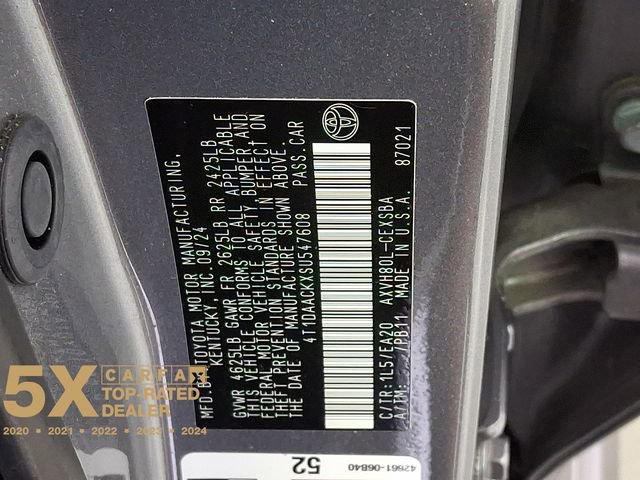 MFD. BY: TOYOTA MOTOR MANUFACTURING,
KENTUCKY, INC. 09/24
GVWR 4625LB GAWR FR 2625LB RR 2425LB
THIS VEHICLE CONFORMS TO ALL APPLICABLE
FEDERAL MOTOR VEHICLE SAFETY, BUMPER AND
THEFT PREVENTION STANDARDS IN EFFECT ON
THE DATE OF MANUFACTURE SHOWN ABOVE.
4T1DAACKXSU547608 PASS.CAR
C/TR:1L5/EA20 AXVH80L-CEXSBA
A/TM: /PB11 MADE IN U.S.A. 87021
52
42661-06B40
5X
CARFAX
TOP-RATED
DEALER
2020 • 2021 • 2022 • 2023 • 2024